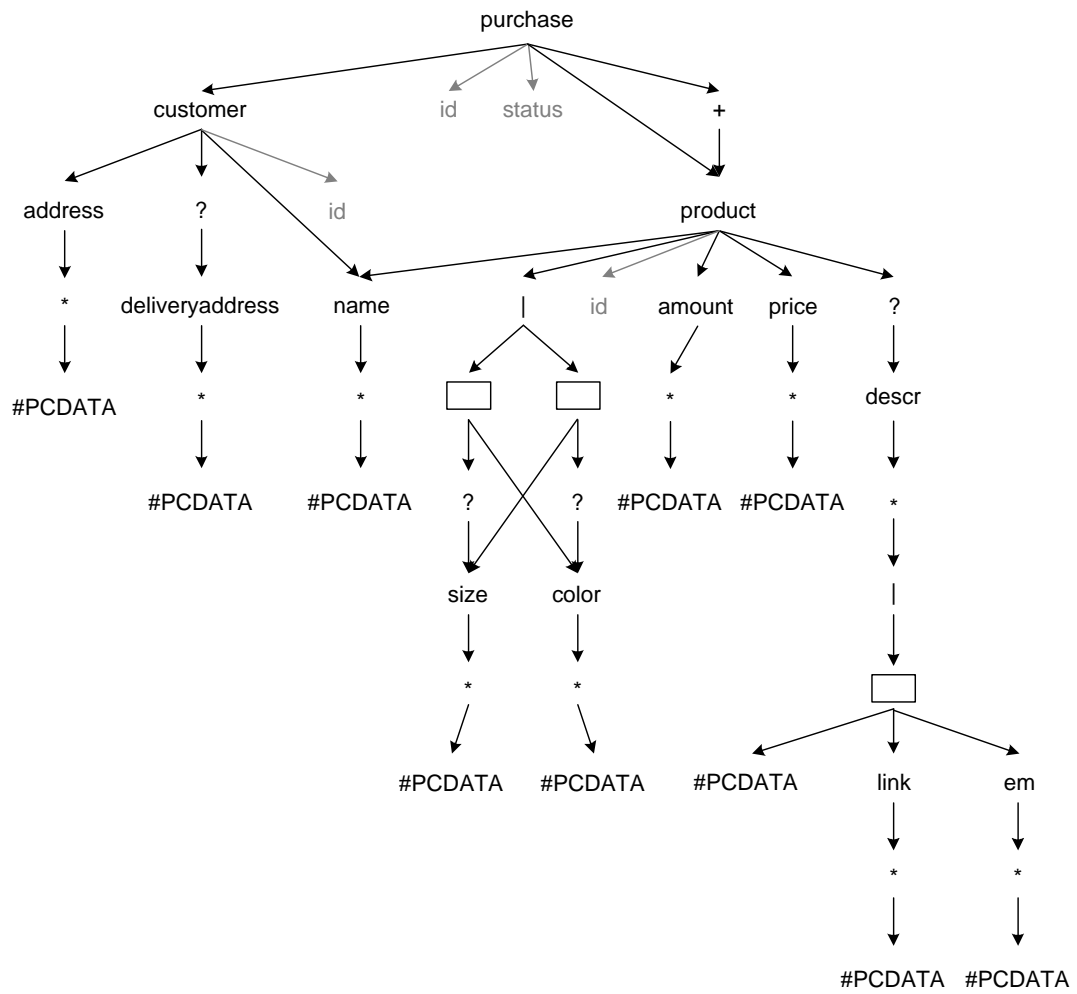 purchase
customer id status +
address ? id product
* deliveryaddress name | id amount price ?
#PCDATA * * * * descr
#PCDATA #PCDATA ? ? #PCDATA #PCDATA *
size color |
* *
#PCDATA #PCDATA #PCDATA link em
* *
#PCDATA #PCDATA